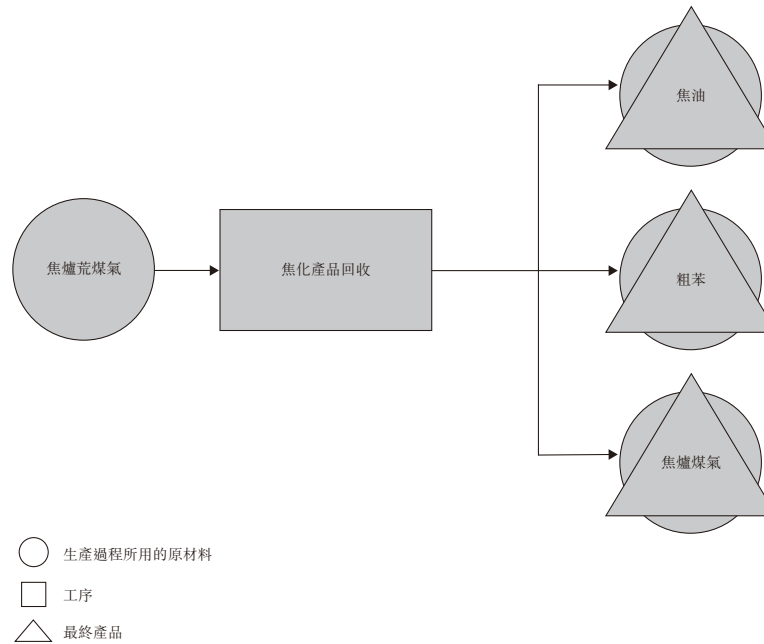 焦油
焦爐荒煤氣
焦化產品回收
粗苯
焦爐煤氣
生產過程所用的原材料
工序
最終產品